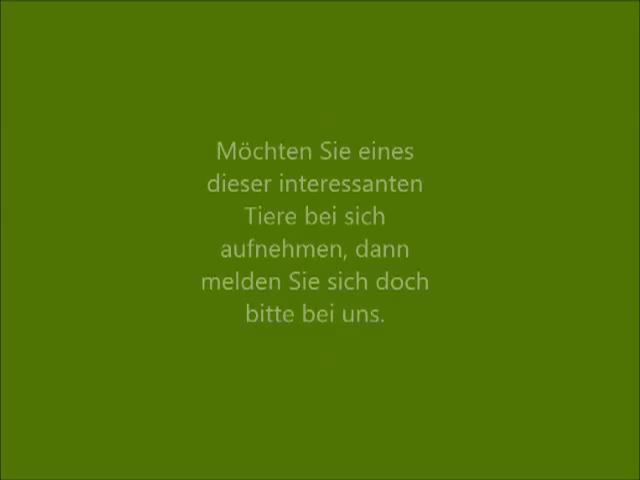 Möchten Sie eines
dieser interessanten
Tiere bei sich
aufnehmen, dann
melden Sie sich doch
bitte bei uns.